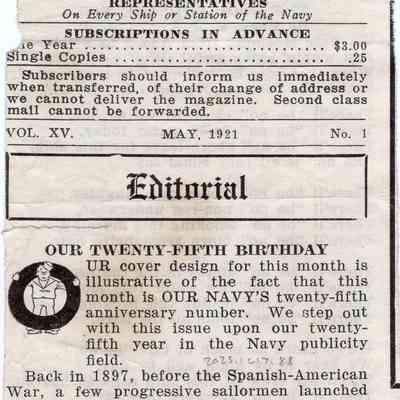 REPRESENTATIVES
On Every Ship or Station of the Navy
SUBSCRIPTIONS IN ADVANCE
One Year . . . . . . . . . . . . . . . . . . . . . . . . $3.00
Single Copies . . . . . . . . . . . . . . . . . . . . . .25
Subscribers should inform us immediately
when transferred, of their change of address or
we cannot deliver the magazine. Second class
mail cannot be forwarded.
VOL. XV. MAY, 1921 No. 1
Editorial
OUR TWENTY-FIFTH BIRTHDAY
OUR cover design for this month is
illustrative of the fact that this
month is OUR NAVY'S twenty-fifth
anniversary number. We step out
with this issue upon our twenty-
fifth year in the Navy publicity
field.
Back in 1897, before the Spanish-American
War, a few progressive sailormen launched